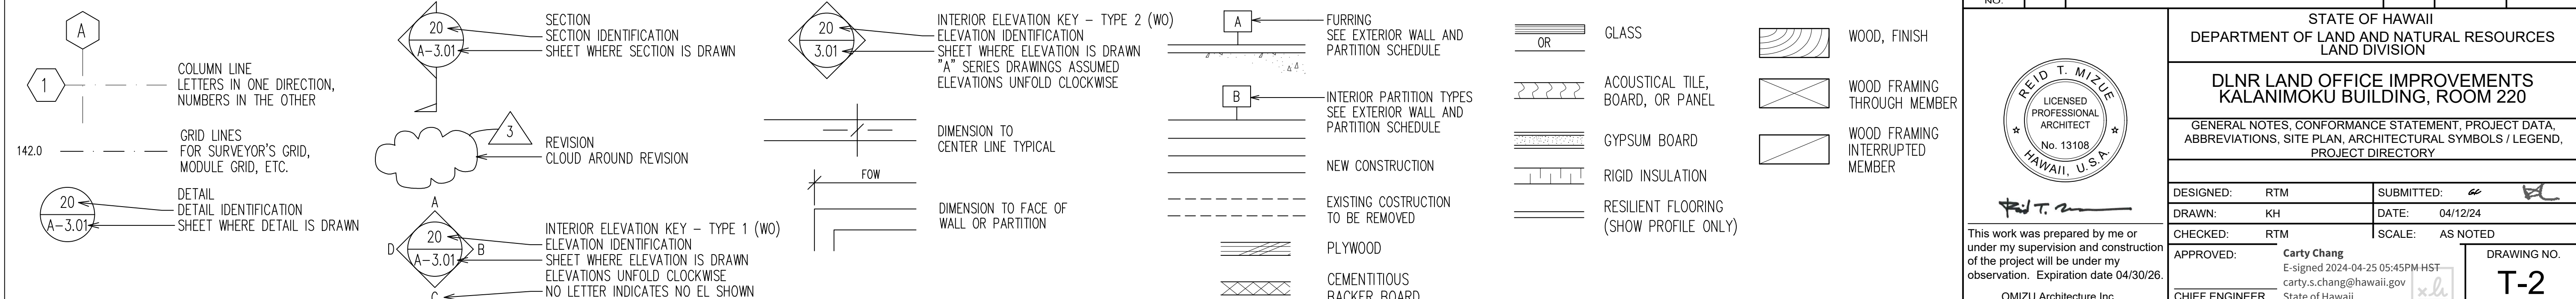 A
1
COLUMN LINE
LETTERS IN ONE DIRECTION,
NUMBERS IN THE OTHER
142.0
GRID LINES
FOR SURVEYOR'S GRID,
MODULE GRID, ETC.
20
A-3.01
DETAIL
DETAIL IDENTIFICATION
SHEET WHERE DETAIL IS DRAWN
20
A-3.01
SECTION
SECTION IDENTIFICATION
SHEET WHERE SECTION IS DRAWN
3
REVISION
CLOUD AROUND REVISION
A
D
20
A-3.01
B
C
INTERIOR ELEVATION KEY - TYPE 1 (WO)
ELEVATION IDENTIFICATION
SHEET WHERE ELEVATION IS DRAWN
ELEVATIONS UNFOLD CLOCKWISE
NO LETTER INDICATES NO EL SHOWN
20
3.01
INTERIOR ELEVATION KEY - TYPE 2 (WO)
ELEVATION IDENTIFICATION
SHEET WHERE ELEVATION IS DRAWN
"A" SERIES DRAWINGS ASSUMED
ELEVATIONS UNFOLD CLOCKWISE
DIMENSION TO
CENTER LINE TYPICAL
FOW
DIMENSION TO FACE OF
WALL OR PARTITION
A
FURRING
SEE EXTERIOR WALL AND
PARTITION SCHEDULE
B
INTERIOR PARTITION TYPES
SEE EXTERIOR WALL AND
PARTITION SCHEDULE
NEW CONSTRUCTION
EXISTING COSTRUCTION
TO BE REMOVED
PLYWOOD
CEMENTITIOUS
BACKER BOARD
OR
GLASS
ACOUSTICAL TILE,
BOARD, OR PANEL
GYPSUM BOARD
RIGID INSULATION
RESILIENT FLOORING
(SHOW PROFILE ONLY)
WOOD, FINISH
WOOD FRAMING
THROUGH MEMBER
WOOD FRAMING
INTERRUPTED
MEMBER
NO.
REID T. MIZUE
LICENSED
PROFESSIONAL
ARCHITECT
No. 13108
HAWAII, U.S.A.
This work was prepared by me or
under my supervision and construction
of the project will be under my
observation. Expiration date 04/30/26.
OMIZU Architecture Inc
STATE OF HAWAII
DEPARTMENT OF LAND AND NATURAL RESOURCES
LAND DIVISION
DLNR LAND OFFICE IMPROVEMENTS
KALANIMOKU BUILDING, ROOM 220
GENERAL NOTES, CONFORMANCE STATEMENT, PROJECT DATA,
ABBREVIATIONS, SITE PLAN, ARCHITECTURAL SYMBOLS / LEGEND,
PROJECT DIRECTORY
DESIGNED: RTM SUBMITTED:
DRAWN: KH DATE: 04/12/24
CHECKED: RTM SCALE: AS NOTED
APPROVED:
Carty Chang
E-signed 2024-04-25 05:45PM HST
carty.s.chang@hawaii.gov
State of Hawaii
CHIEF ENGINEER
DRAWING NO.
T-2